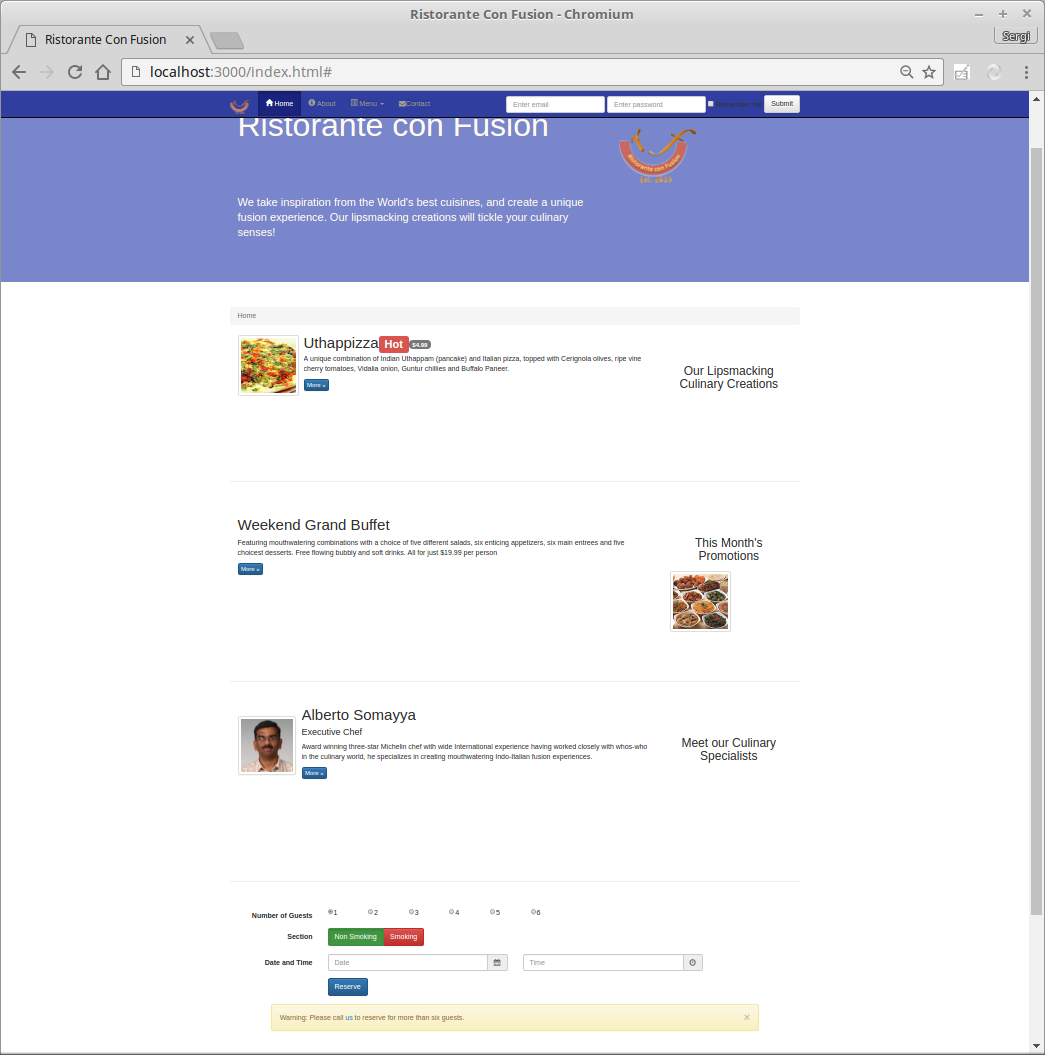 Ristorante Con Fusion - Chromium
Ristorante Con Fusion
Sergi
localhost:3000/index.html#
Home About Menu Contact Enter email Enter password Remember me Submit
Ristorante con Fusion
Ristorante con Fusion
We take inspiration from the World's best cuisines, and create a unique
fusion experience. Our lipsmacking creations will tickle your culinary
senses!
Home
Uthappizza Hot $4.99
A unique combination of Indian Uthappam (pancake) and Italian pizza, topped with Cerignola olives, ripe vine
cherry tomatoes, Vidalia onion, Guntur chillies and Buffalo Paneer.
More »
Our Lipsmacking
Culinary Creations
Weekend Grand Buffet
Featuring mouthwatering combinations with a choice of five different salads, six enticing appetizers, six main entrees and five
choicest desserts. Free flowing bubbly and soft drinks. All for just $19.99 per person
More »
This Month's
Promotions
Alberto Somayya
Executive Chef
Award winning three-star Michelin chef with wide International experience having worked closely with whos-who
in the culinary world, he specializes in creating mouthwatering Indo-Italian fusion experiences.
More »
Meet our Culinary
Specialists
Number of Guests 1 2 3 4 5 6
Section Non Smoking Smoking
Date and Time Date Time
Reserve
Warning: Please call us to reserve for more than six guests. ×